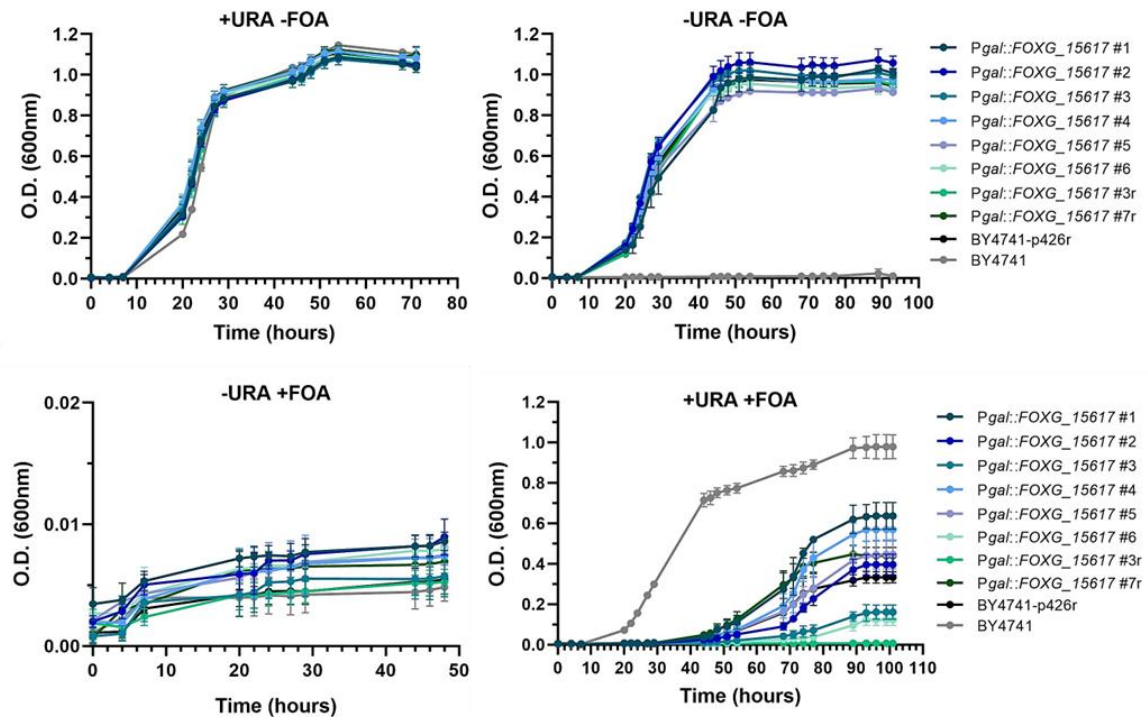 +URA -FOA
O.D. (600nm)
1.2
1.0
0.8
0.6
0.4
0.2
0.0
0 10 20 30 40 50 60 70 80
Time (hours)
-URA -FOA
O.D. (600nm)
1.2
1.0
0.8
0.6
0.4
0.2
0.0
0 10 20 30 40 50 60 70 80 90 100
Time (hours)
Pgal::FOXG_15617 #1
Pgal::FOXG_15617 #2
Pgal::FOXG_15617 #3
Pgal::FOXG_15617 #4
Pgal::FOXG_15617 #5
Pgal::FOXG_15617 #6
Pgal::FOXG_15617 #3r
Pgal::FOXG_15617 #7r
BY4741-p426r
BY4741
-URA +FOA
O.D. (600nm)
0.02
0.01
0.00
0 10 20 30 40 50
Time (hours)
+URA +FOA
O.D. (600nm)
1.2
1.0
0.8
0.6
0.4
0.2
0.0
0 10 20 30 40 50 60 70 80 90 100 110
Time (hours)
Pgal::FOXG_15617 #1
Pgal::FOXG_15617 #2
Pgal::FOXG_15617 #3
Pgal::FOXG_15617 #4
Pgal::FOXG_15617 #5
Pgal::FOXG_15617 #6
Pgal::FOXG_15617 #3r
Pgal::FOXG_15617 #7r
BY4741-p426r
BY4741